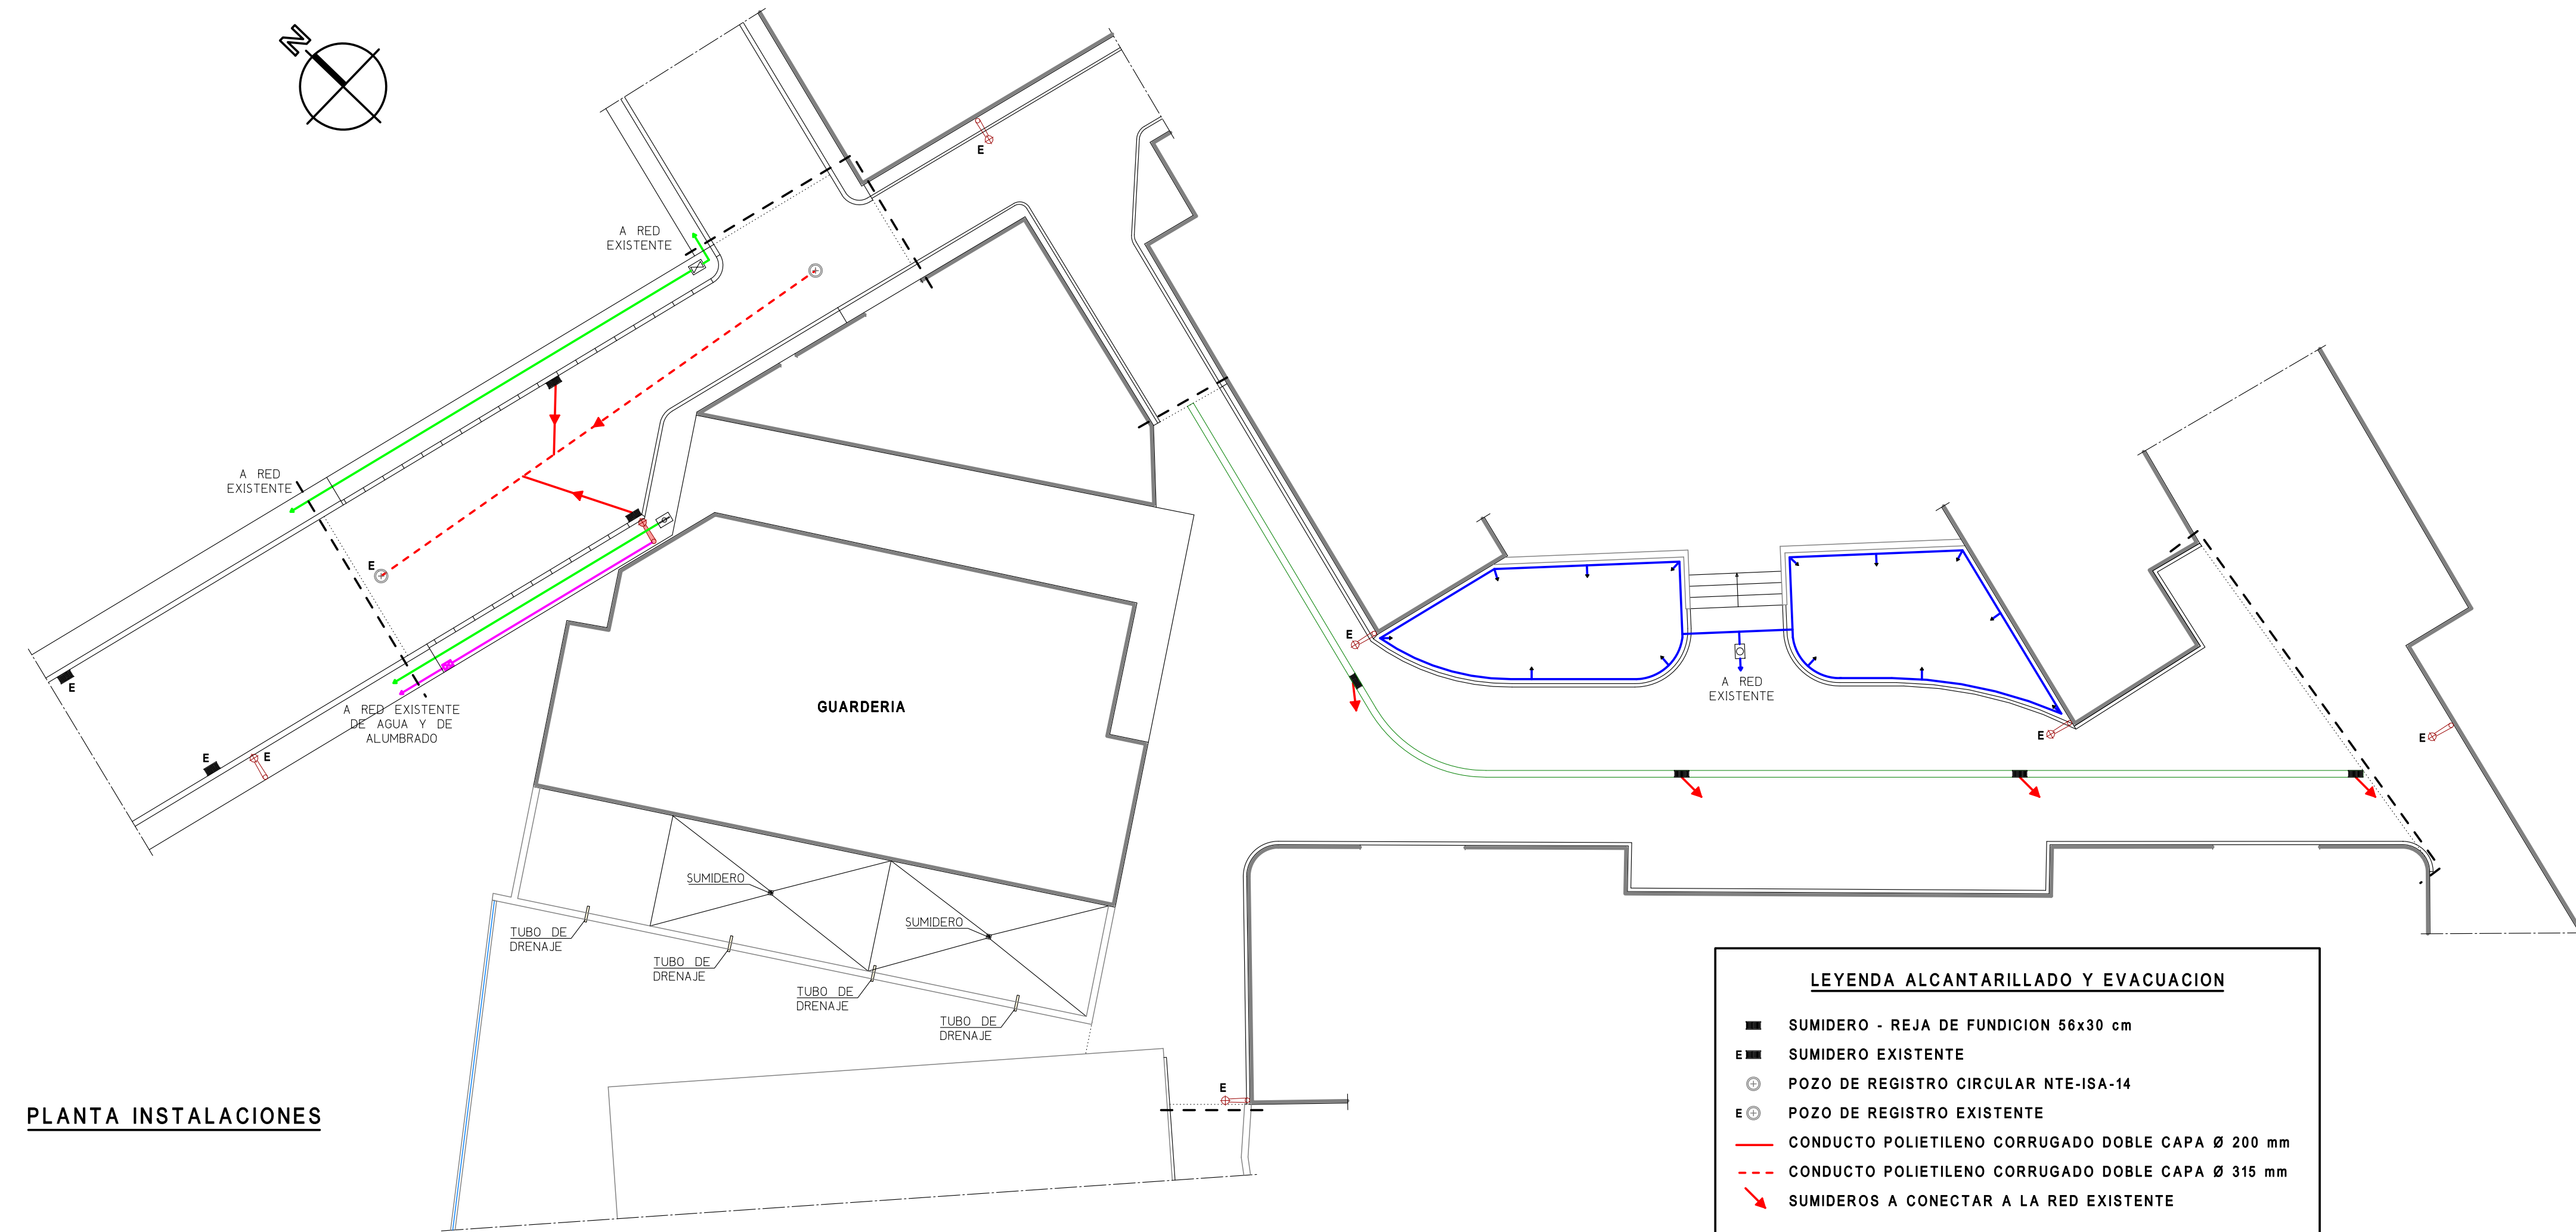 N
E
A RED
EXISTENTE
A RED
EXISTENTE
E
E
E
E
A RED EXISTENTE
DE AGUA Y DE
ALUMBRADO
GUARDERIA
E
A RED
EXISTENTE
E
E
E
SUMIDERO
SUMIDERO
TUBO DE
DRENAJE
TUBO DE
DRENAJE
TUBO DE
DRENAJE
TUBO DE
DRENAJE
E
PLANTA INSTALACIONES
LEYENDA ALCANTARILLADO Y EVACUACION
SUMIDERO - REJA DE FUNDICION 56x30 cm
E SUMIDERO EXISTENTE
POZO DE REGISTRO CIRCULAR NTE-ISA-14
E POZO DE REGISTRO EXISTENTE
CONDUCTO POLIETILENO CORRUGADO DOBLE CAPA Ø 200 mm
CONDUCTO POLIETILENO CORRUGADO DOBLE CAPA Ø 315 mm
SUMIDEROS A CONECTAR A LA RED EXISTENTE